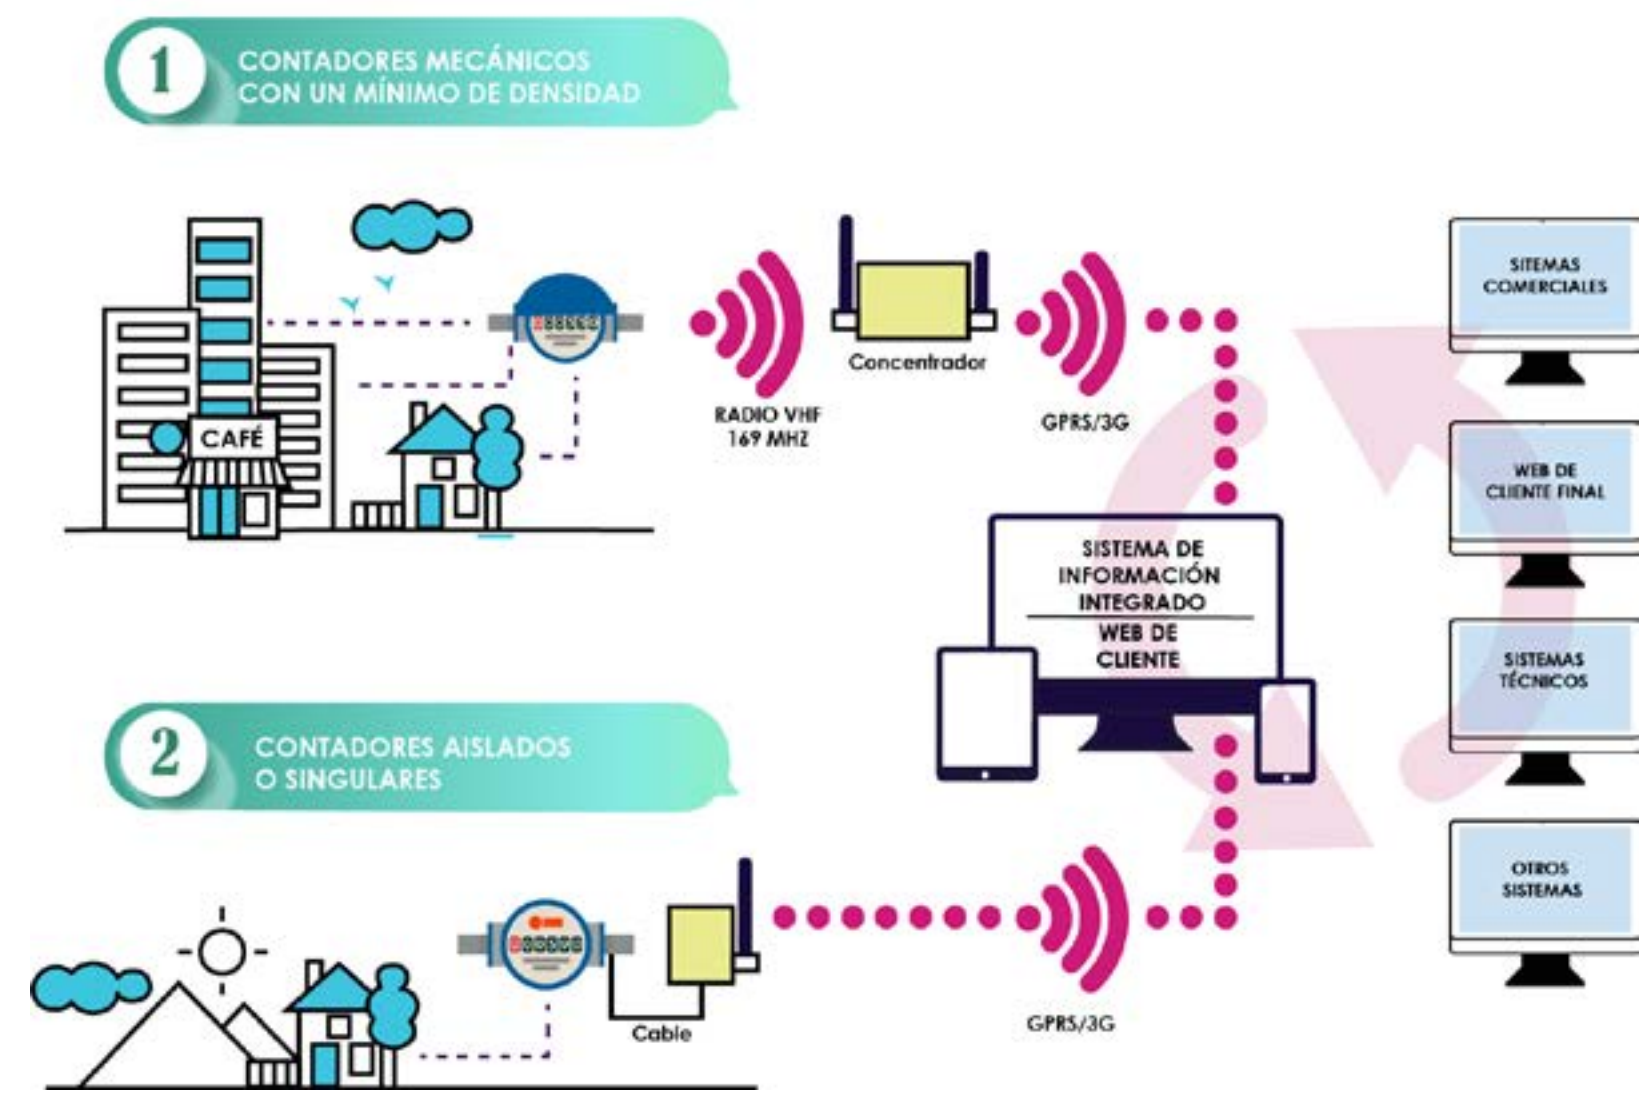 1
CONTADORES MECÁNICOS
CON UN MÍNIMO DE DENSIDAD
CAFÉ
RADIO VHF
169 MHZ
Concentrador
GPRS/3G
SISTEMA DE
INFORMACIÓN
INTEGRADO
WEB DE
CLIENTE
SITEMAS
COMERCIALES
WEB DE
CLIENTE FINAL
SISTEMAS
TÉCNICOS
OTROS
SISTEMAS
2
CONTADORES AISLADOS
O SINGULARES
Cable
GPRS/3G